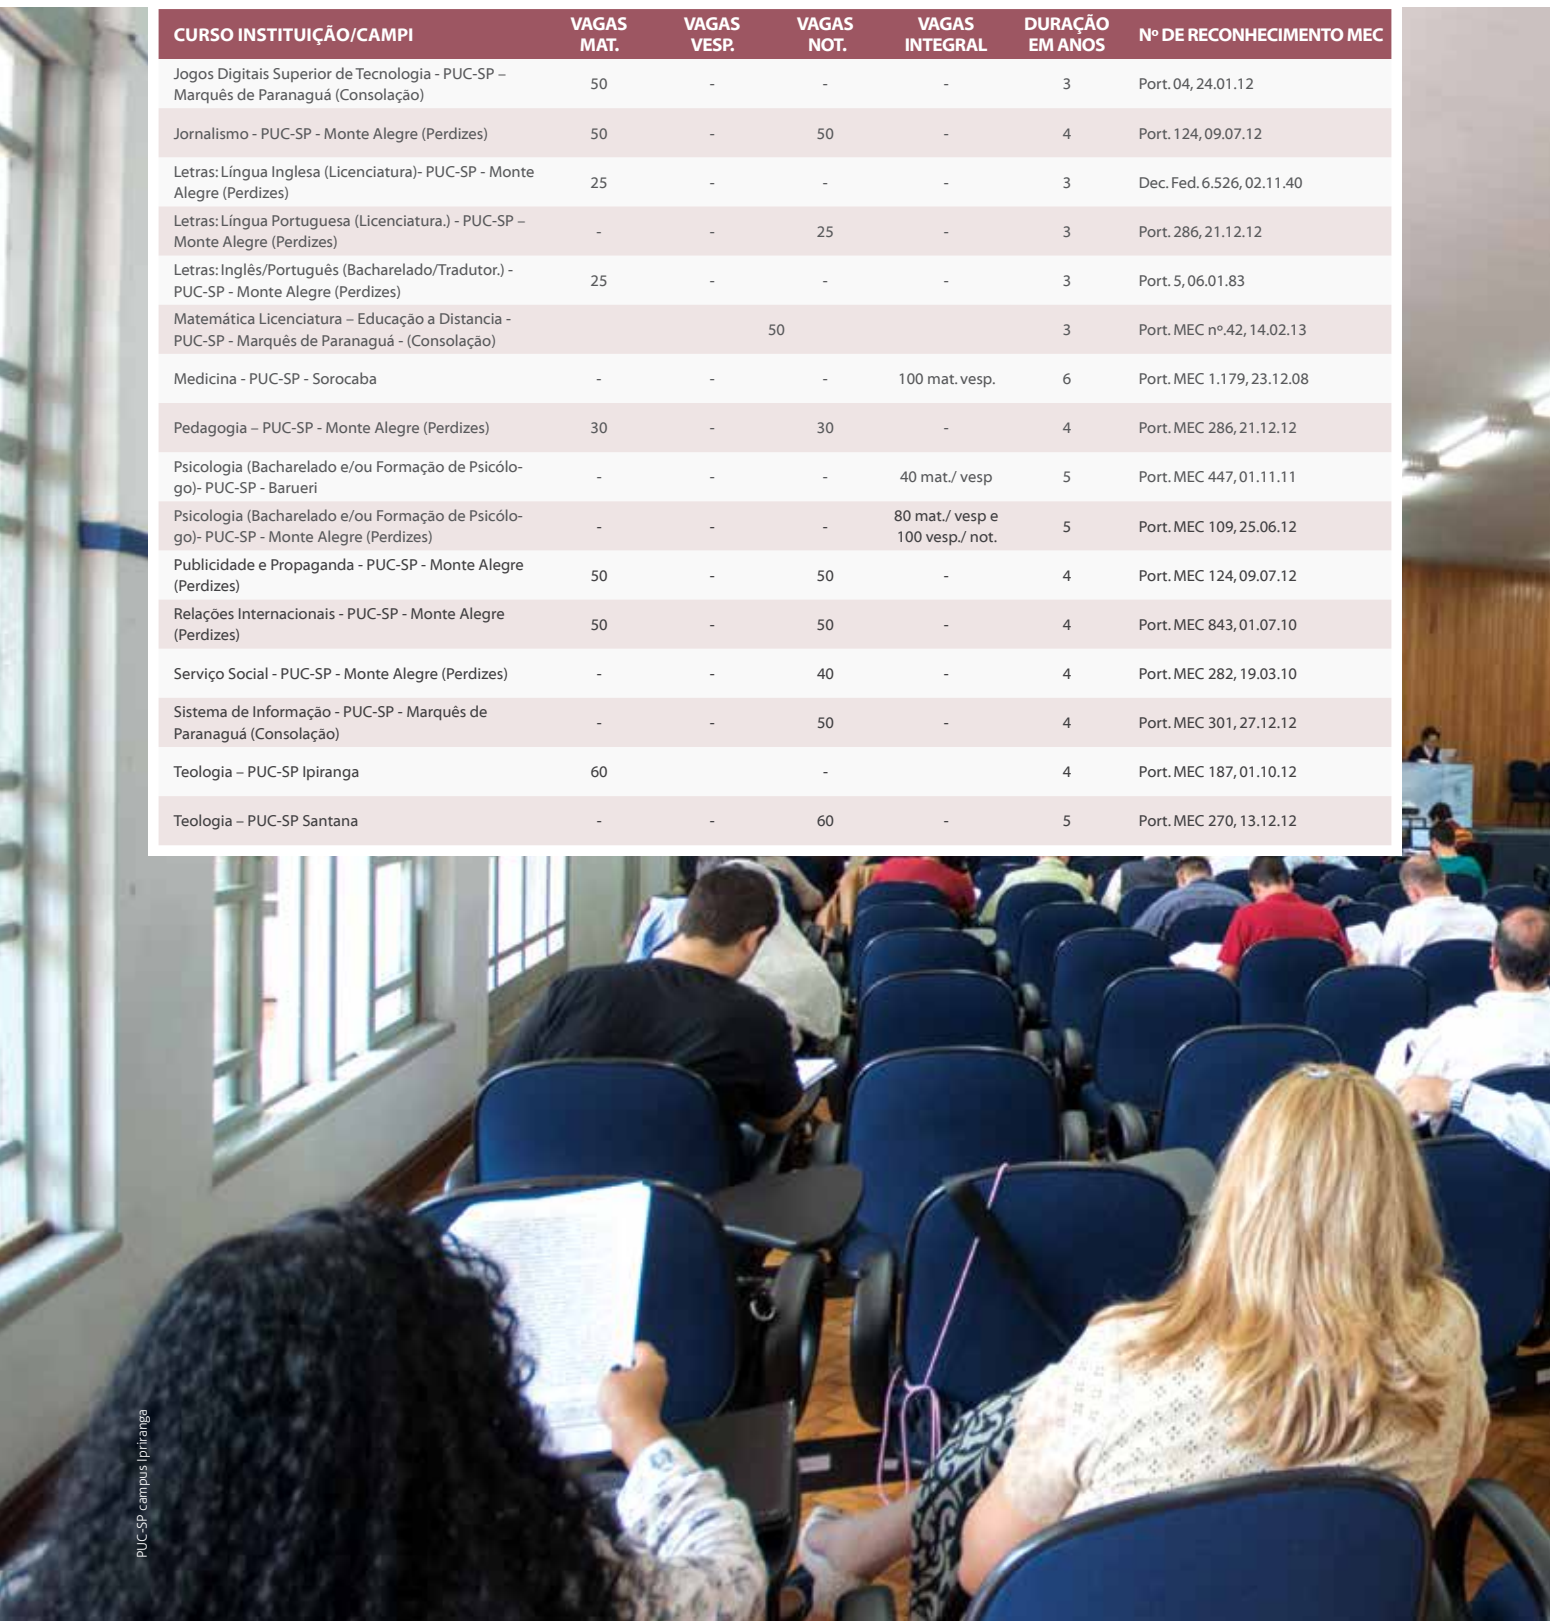 CURSO INSTITUIÇÃO/CAMPI VAGAS MAT. VAGAS VESP. VAGAS NOT. VAGAS INTEGRAL DURAÇÃO EM ANOS Nº DE RECONHECIMENTO MEC
Jogos Digitais Superior de Tecnologia - PUC-SP –
Marquês de Paranaguá (Consolação) 50 - - - 3 Port. 04, 24.01.12
Jornalismo - PUC-SP - Monte Alegre (Perdizes) 50 - 50 - 4 Port. 124, 09.07.12
Letras: Língua Inglesa (Licenciatura)- PUC-SP - Monte
Alegre (Perdizes) 25 - - - 3 Dec. Fed. 6.526, 02.11.40
Letras: Língua Portuguesa (Licenciatura.) - PUC-SP –
Monte Alegre (Perdizes) - - 25 - 3 Port. 286, 21.12.12
Letras: Inglês/Português (Bacharelado/Tradutor.) -
PUC-SP - Monte Alegre (Perdizes) 25 - - - 3 Port. 5, 06.01.83
Matemática Licenciatura – Educação a Distancia -
PUC-SP - Marquês de Paranaguá - (Consolação) 50 3 Port. MEC nº.42, 14.02.13
Medicina - PUC-SP - Sorocaba - - - 100 mat. vesp. 6 Port. MEC 1.179, 23.12.08
Pedagogia – PUC-SP - Monte Alegre (Perdizes) 30 - 30 - 4 Port. MEC 286, 21.12.12
Psicologia (Bacharelado e/ou Formação de Psicólo-
go)- PUC-SP - Barueri - - - 40 mat./ vesp 5 Port. MEC 447, 01.11.11
Psicologia (Bacharelado e/ou Formação de Psicólo-
go)- PUC-SP - Monte Alegre (Perdizes) - - - 80 mat./ vesp e 100 vesp./ not. 5 Port. MEC 109, 25.06.12
Publicidade e Propaganda - PUC-SP - Monte Alegre
(Perdizes) 50 - 50 - 4 Port. MEC 124, 09.07.12
Relações Internacionais - PUC-SP - Monte Alegre
(Perdizes) 50 - 50 - 4 Port. MEC 843, 01.07.10
Serviço Social - PUC-SP - Monte Alegre (Perdizes) - - 40 - 4 Port. MEC 282, 19.03.10
Sistema de Informação - PUC-SP - Marquês de
Paranaguá (Consolação) - - 50 - 4 Port. MEC 301, 27.12.12
Teologia – PUC-SP Ipiranga 60 - 4 Port. MEC 187, 01.10.12
Teologia – PUC-SP Santana - - 60 - 5 Port. MEC 270, 13.12.12
PUC-SP campus Ipriranga